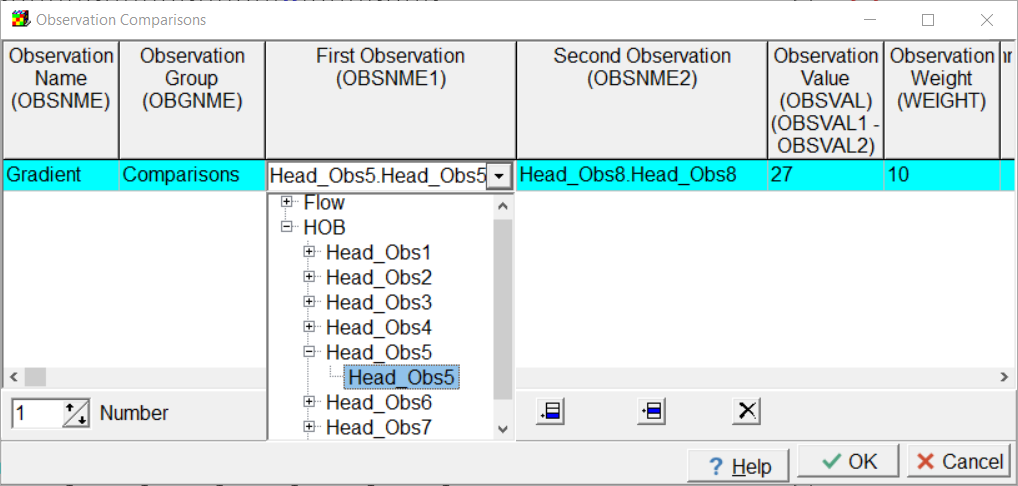 Observation Comparisons
Observation
Name
(OBSNME)
Observation
Group
(OBGNME)
First Observation
(OBSNME1)
Second Observation
(OBSNME2)
Observation
Value
(OBSVAL)
(OBSVAL1 -
OBSVAL2)
Observation
Weight
(WEIGHT)
Gradient
Comparisons
Head_Obs5.Head_Obs5
Head_Obs8.Head_Obs8
27
10
Flow
HOB
Head_Obs1
Head_Obs2
Head_Obs3
Head_Obs4
Head_Obs5
Head_Obs5
Head_Obs6
Head_Obs7
1
Number
? Help
OK
Cancel